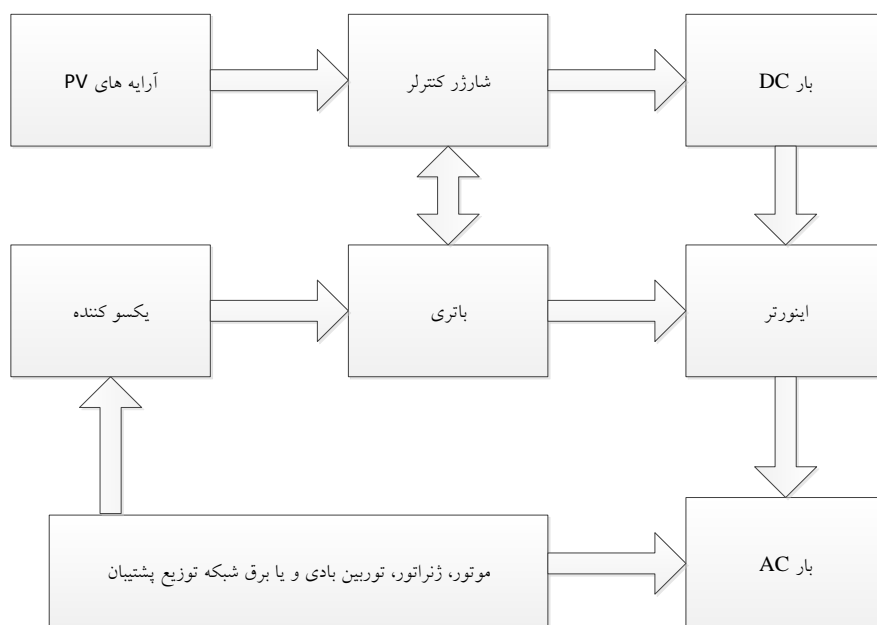 آرایه های PV
شارژر کنترلر
بار DC
یکسو کننده
باتری
اینورتر
موتور، ژنراتور، توربین بادی و یا برق شبکه توزیع پشتیبان
بار AC